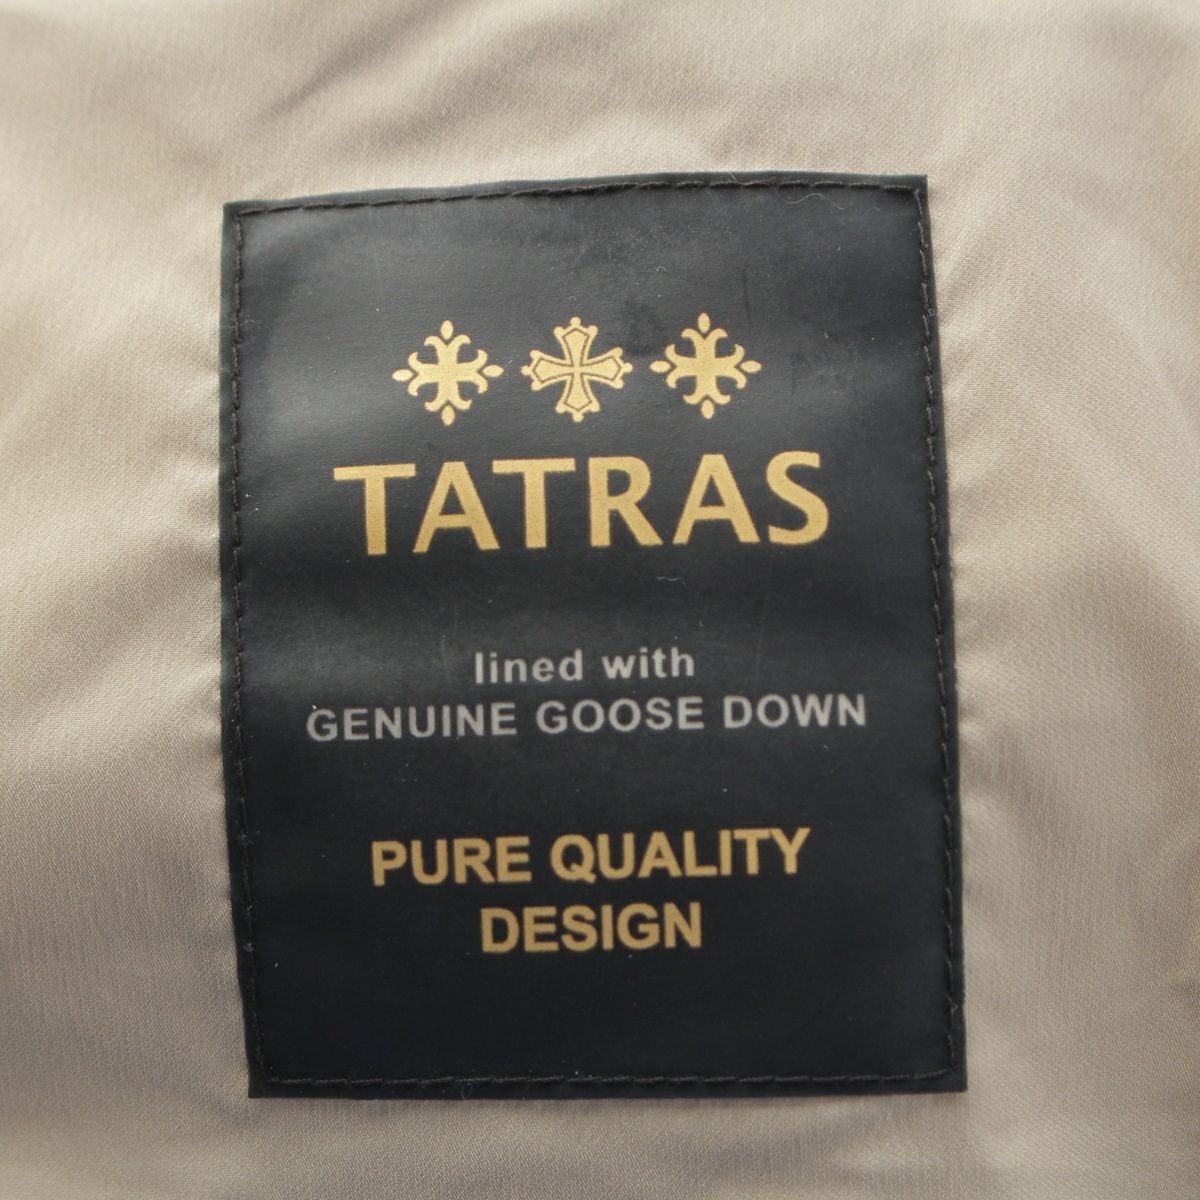 TATRAS
lined with
GENUINE GOOSE DOWN
PURE QUALITY
DESIGN